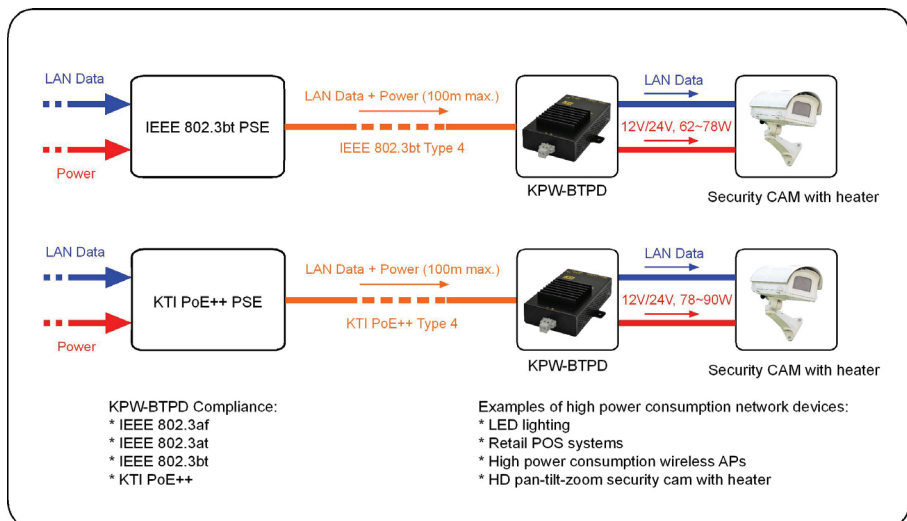 LAN Data
IEEE 802.3bt PSE
Power
LAN Data + Power (100m max.)
IEEE 802.3bt Type 4
KPW-BTPD
LAN Data
12V/24V, 62~78W
Security CAM with heater
LAN Data
KTI PoE++ PSE
Power
LAN Data + Power (100m max.)
KTI PoE++ Type 4
KPW-BTPD
LAN Data
12V/24V, 78~90W
Security CAM with heater
KPW-BTPD Compliance:
* IEEE 802.3af
* IEEE 802.3at
* IEEE 802.3bt
* KTI PoE++
Examples of high power consumption network devices:
* LED lighting
* Retail POS systems
* High power consumption wireless APs
* HD pan-tilt-zoom security cam with heater